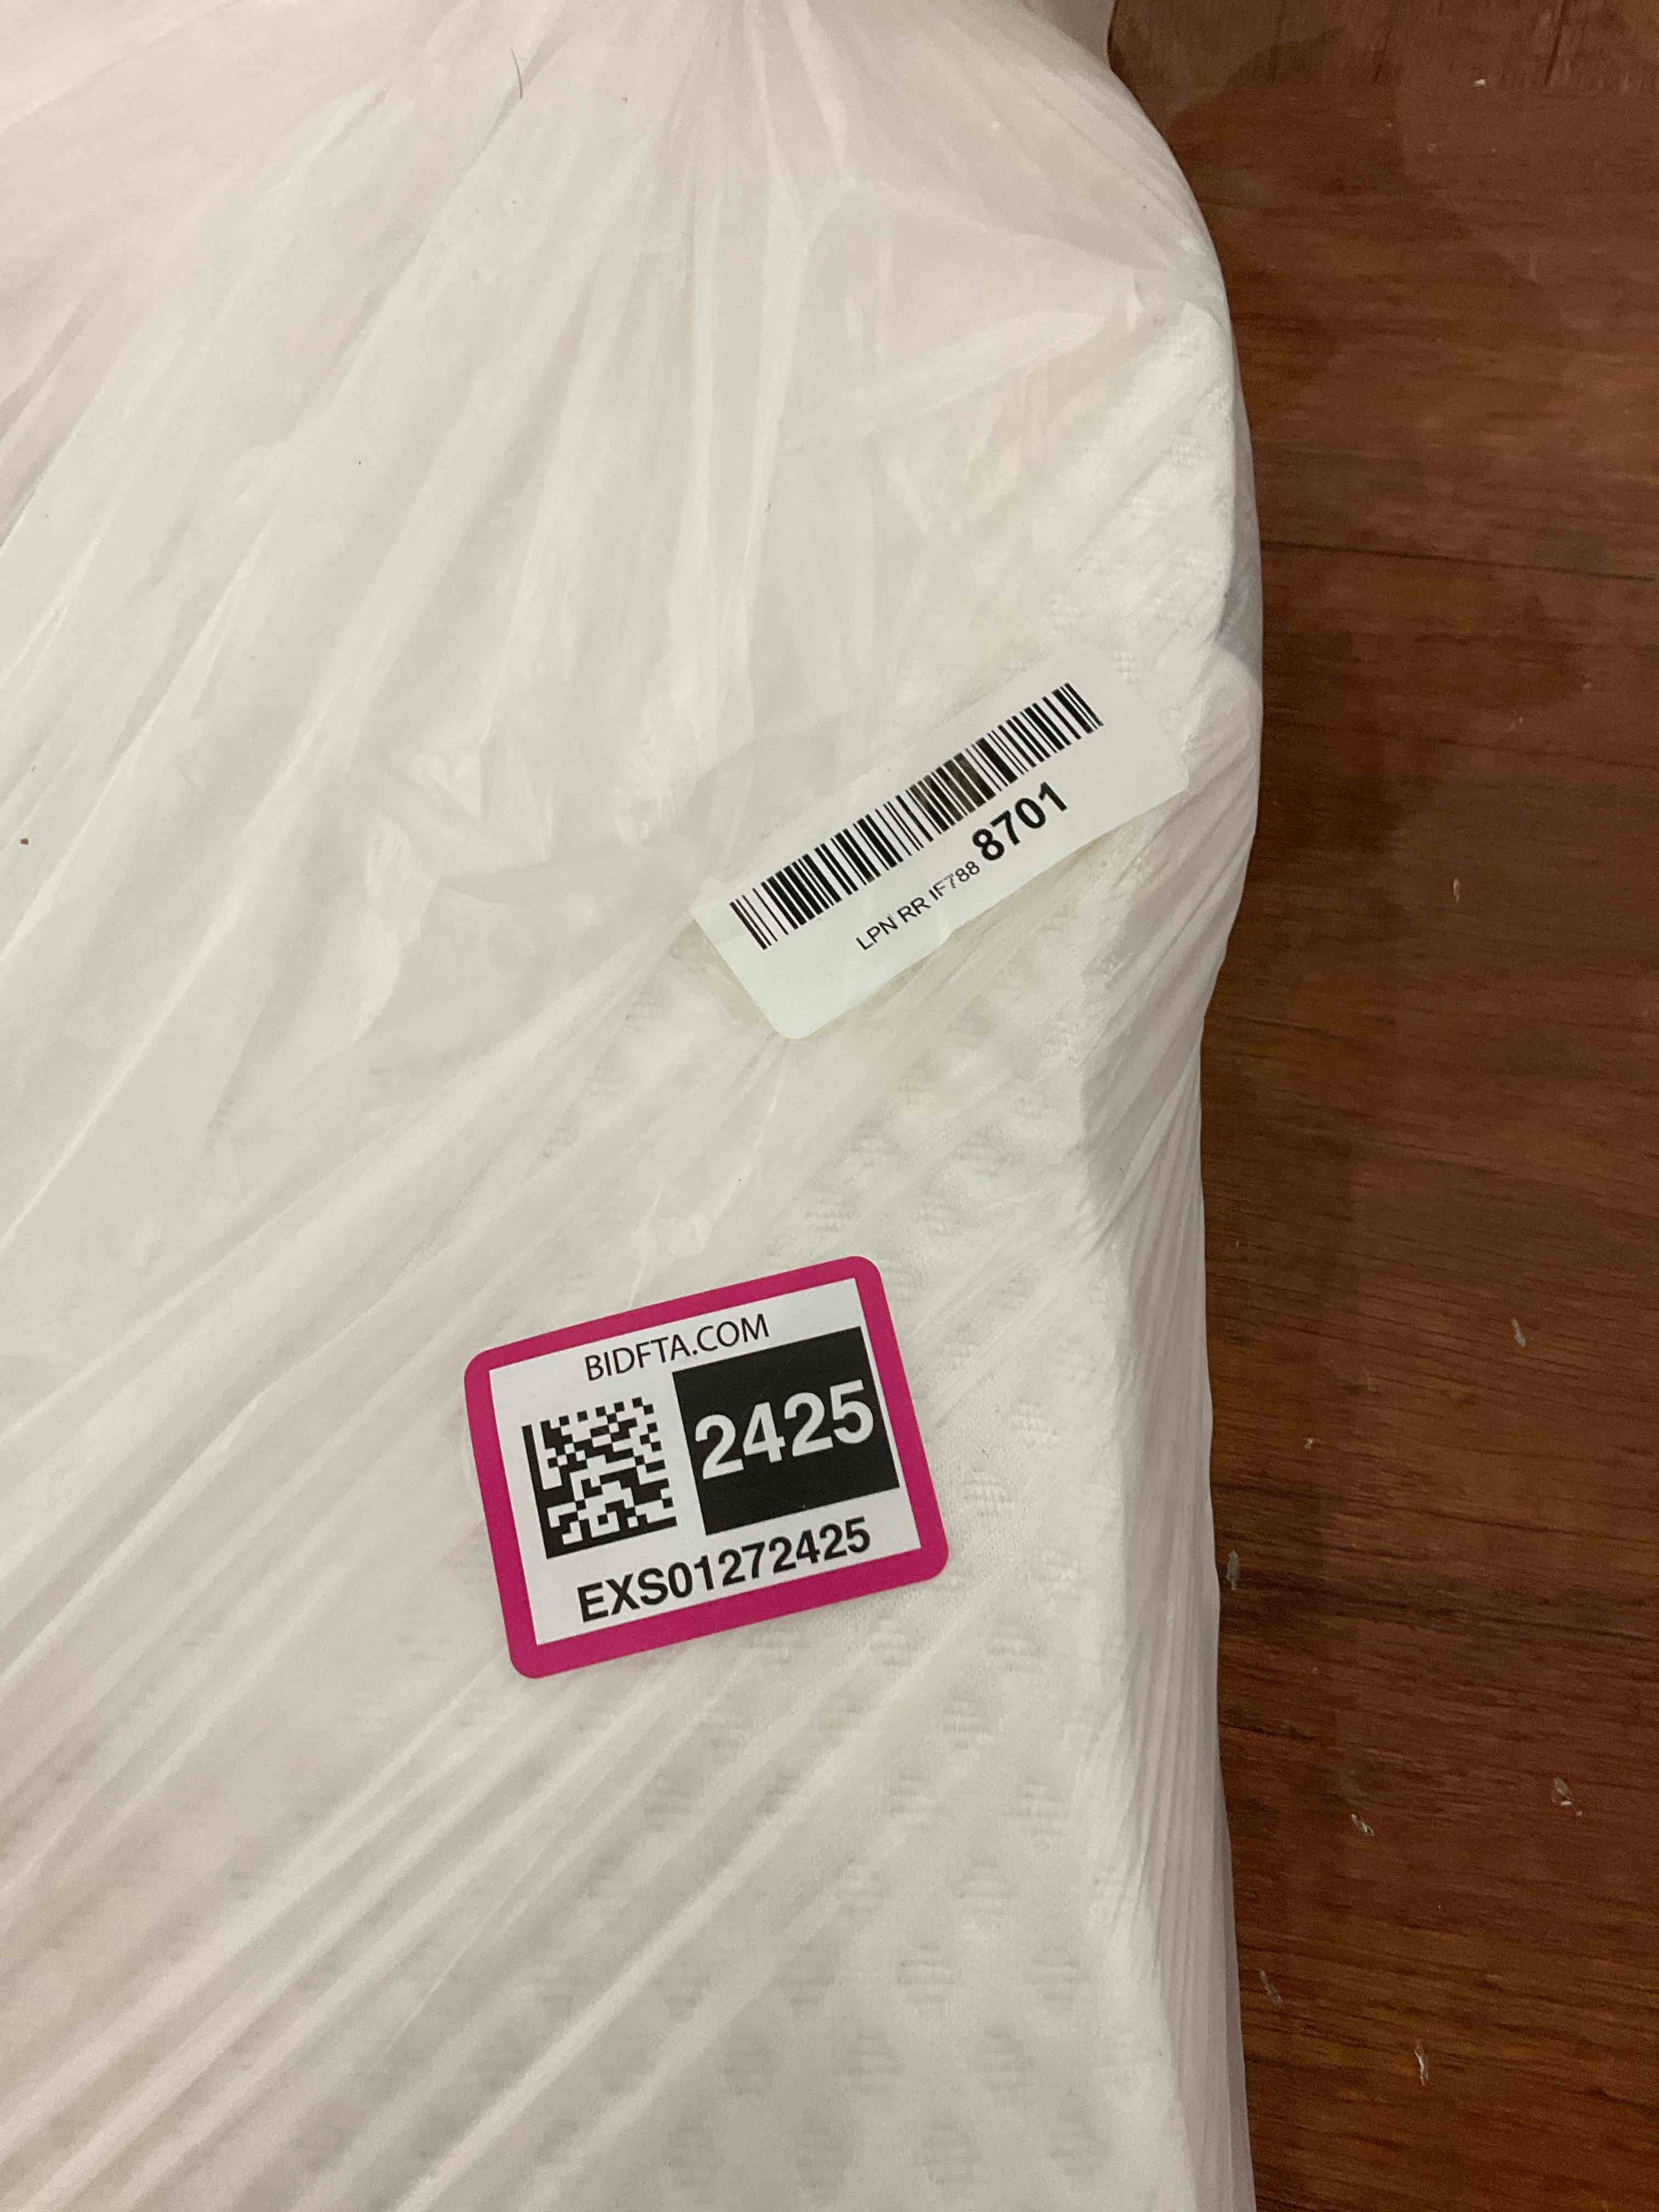 LPN RR IF788 8701
BIDFTA.COM
2425
EXS01272425